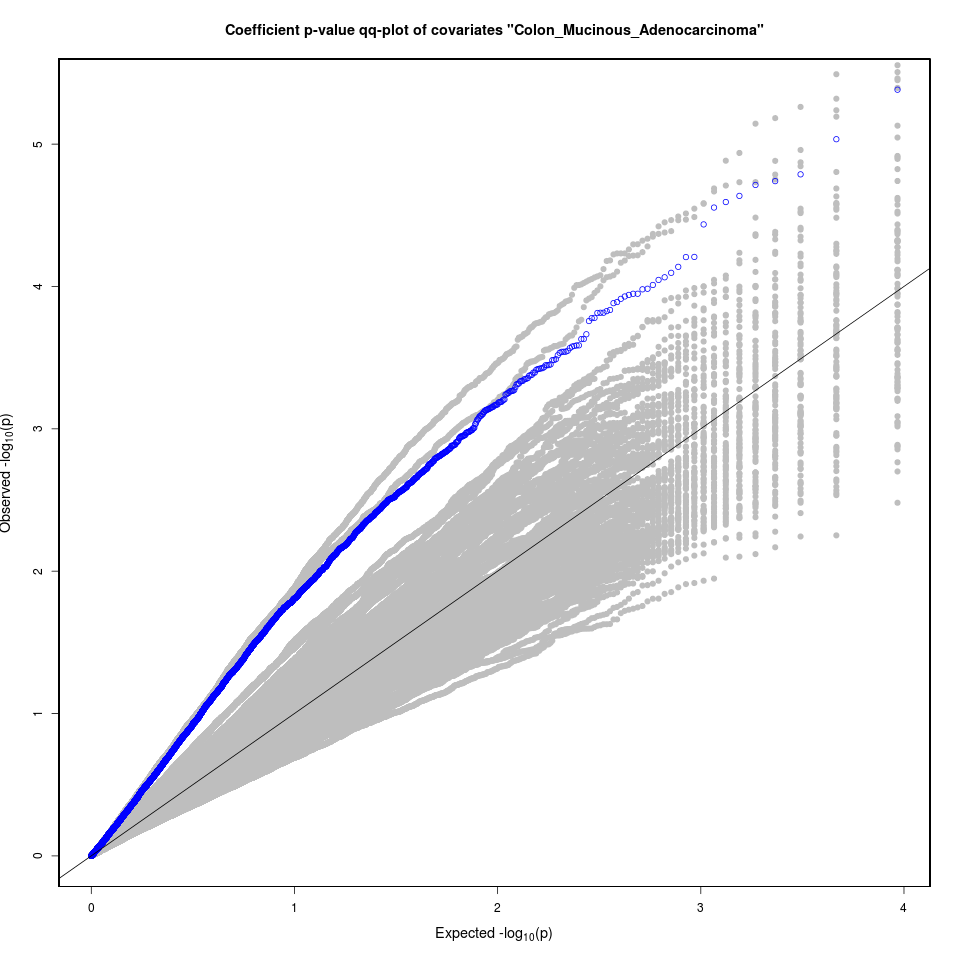 Coefficient p-value qq-plot of covariates "Colon_Mucinous_Adenocarcinoma"
Observed -log10(p)
5
4
3
2
1
0
0 1 2 3 4
Expected -log10(p)